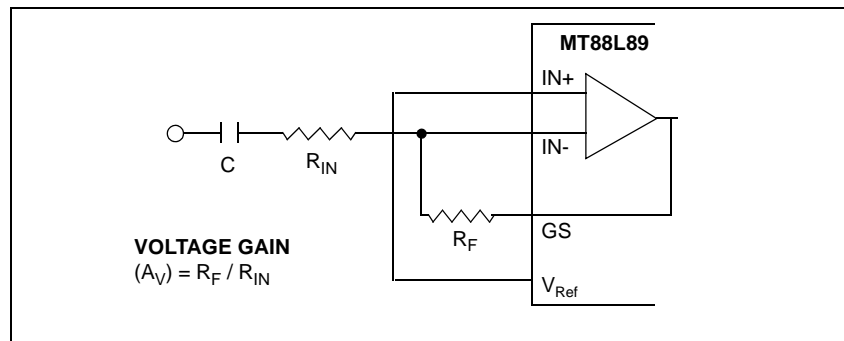 MT88L89
IN+
IN-
C
R_IN
R_F
GS
VOLTAGE GAIN
(A_V) = R_F / R_IN
V_Ref